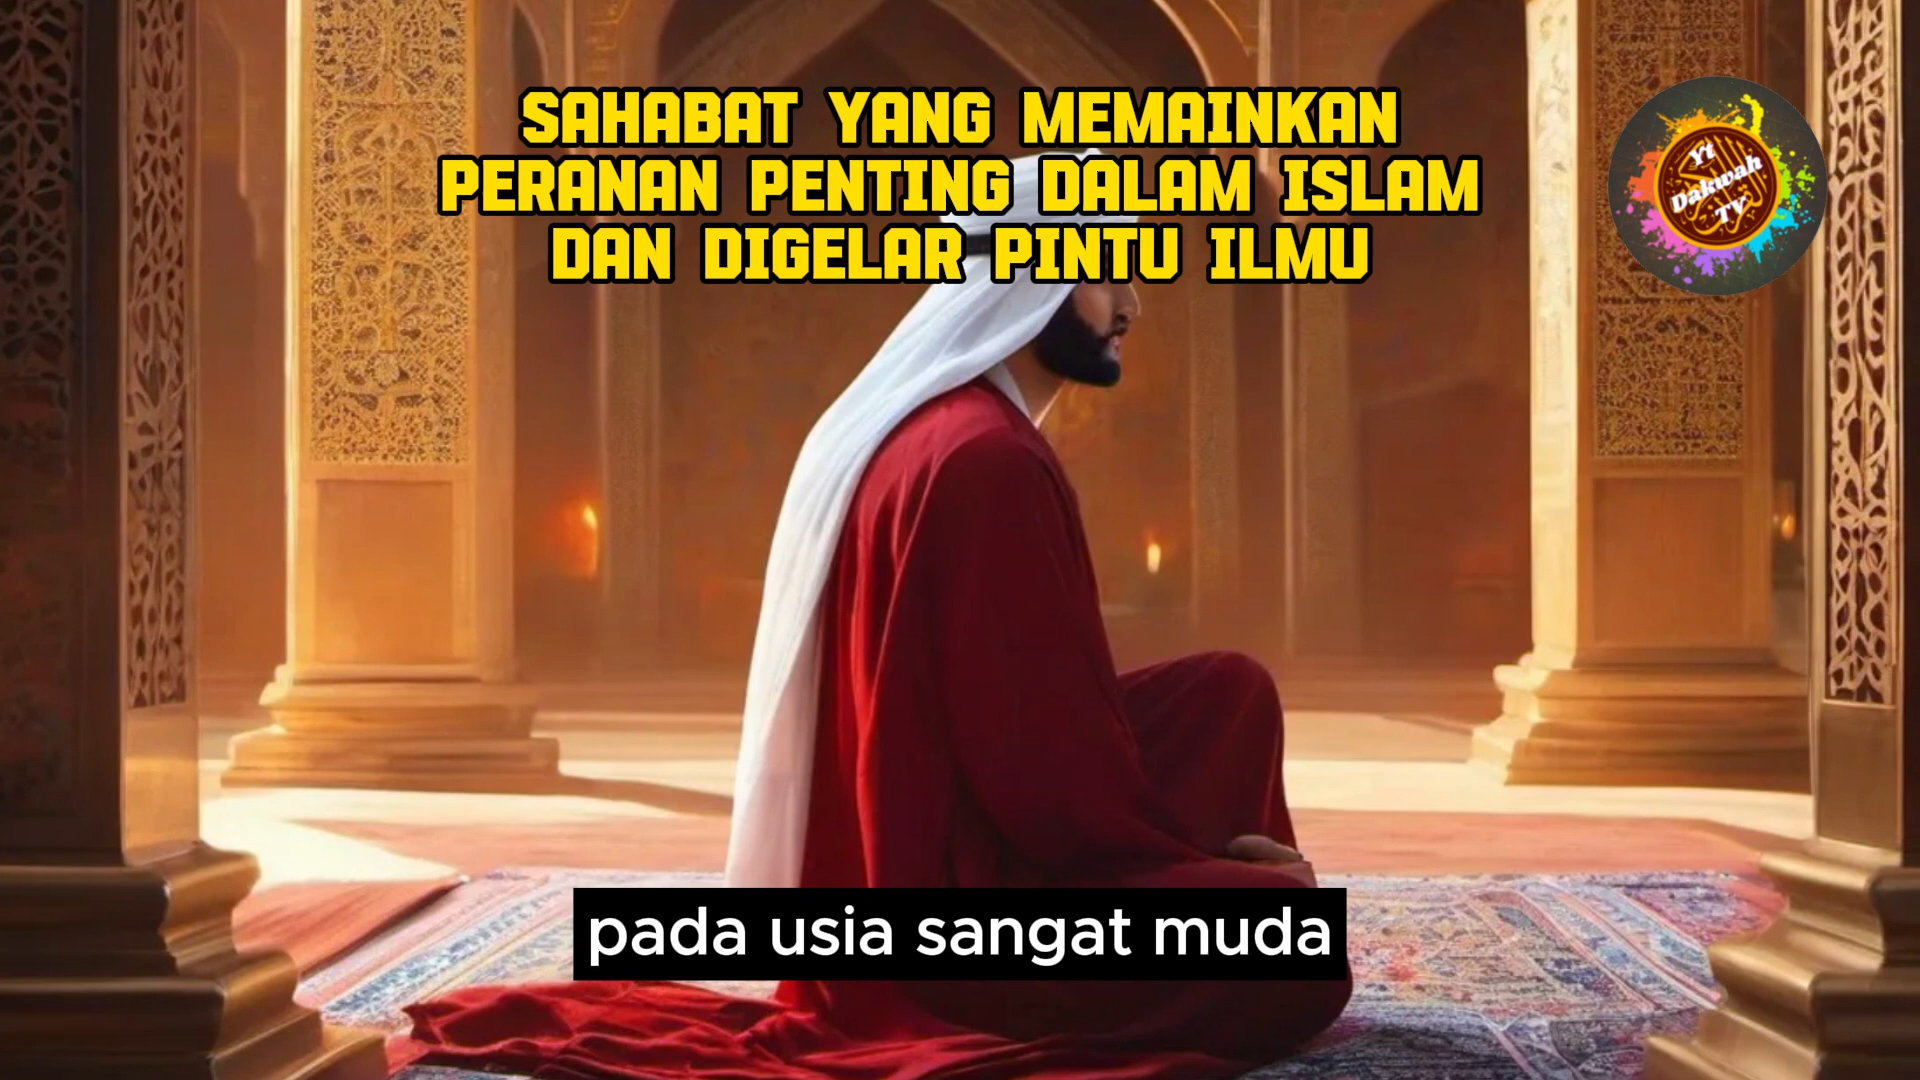 SAHABAT YANG MEMAINKAN
PERANAN PENTING DALAM ISLAM
DAN DIGELAR PINTU ILMU
Yt
Dakwah
TV
pada usia sangat muda